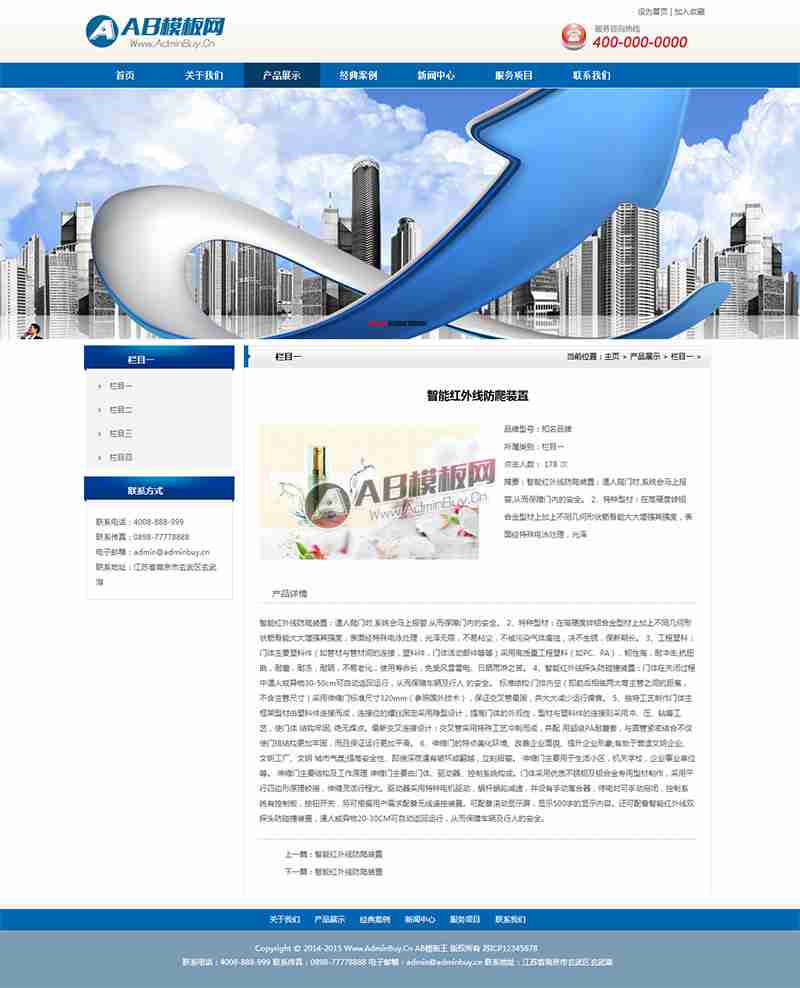 设为首页 | 加入收藏
AB模板网
Www.AdminBuy.Cn
服务咨询热线
400-000-0000
首页 关于我们 产品展示 经典案例 新闻中心 服务项目 联系我们
栏目一
栏目一
栏目二
栏目三
栏目四
联系方式
联系电话：4008-888-999
联系传真：0898-77778888
电子邮箱：admin@adminbuy.cn
联系地址：江苏省南京市玄武区玄武
湖
栏目一 当前位置：主页 > 产品展示 > 栏目一 >
智能红外线防爬装置
AB模板网
Www.AdminBuy.Cn
品牌型号：知名品牌
所属类别：栏目一
点击人数： 178 次
摘要：智能红外线防爬装置：遇人爬门时,系统会马上报
警,从而保障门内的安全。 2、特种型材：在高硬度锌铝
合金型材上加上不同几何形状筋骨能大大增强其强度，表
面经特殊电泳处理，光泽
产品详情
智能红外线防爬装置：遇人爬门时,系统会马上报警,从而保障门内的安全。 2、特种型材：在高硬度锌铝合金型材上加上不同几何形
状筋骨能大大增强其强度，表面经特殊电泳处理，光泽无限，不易粘尘，不被污染气体腐蚀，决不生锈，保新期长。 3、工程塑料：
门体主要塑料件（如管材与管材间的连接，塑料件，门体活动部件等等）采用高质量工程塑料（如PC、PA），韧性高，耐冲击,抗扭
曲，耐磨，耐冻，耐晒，不易老化，使用寿命长，免受风雪雷电、日晒雨淋之苦。 4、智能红外线探头防碰撞装置：门体在关闭过程
中遇人或异物30-50cm可自动返回运行，从而保障车辆及行人 的安全。 标准结构:门排内空（即前后相临两大弯主管之间的距离，
不含主管尺寸）采用伸缩门标准尺寸320mm（参照国外技术），保证交叉管最固，共大大减少运行摩擦。 5、独特工艺制作门体主
框架型材由塑料件连接而成，连接位的螺丝固定采用隐型设计，提高门体的外观性，型材与塑料件的连接则采用冲、压、钻等工
艺，使门体 结构牢固, 绝无焊点。最新交叉连接设计：交叉管采用特殊工艺冲制而成，并配 用超级PA耐磨套，与直管紧密结合不仅
使门排结构更加牢固，而且保证运行更加平滑。 6、伸缩门的特点美化环境、改善企业面貌、提升企业形象;有助于营造文明企业、
文明工厂、文明 城市气氛;提高安全性、即使深夜遇有破坏或翻越，立刻报警。 伸缩门主要用于生活小区，机关学校，企业事业单位
等。 伸缩门主要结构及工作原理 伸缩门主要由门体、驱动器、控制系统构成。门体采用优质不锈钢及铝合金专用型材制作，采用平
行四边形原理铰接，伸缩灵活行程大。驱动器采用特种电机驱动，蜗杆蜗轮减速，并设有手动离合器，停电时可手动启闭，控制系
统有控制板，按钮开关，另可根据用户需求配备无线遥控装置。可配备滚动显示屏，显示500字的显示内容。还可配备智能红外线双
探头防碰撞装置，遇人或异物20-30CM可自动返回运行，从而保障车辆及行人的安全。
上一篇：智能红外线防爬装置
下一篇：智能红外线防爬装置
关于我们 产品展示 经典案例 新闻中心 服务项目 联系我们
Copyright © 2014-2015 Www.AdminBuy.Cn AB模板王 版权所有 苏ICP12345678
联系电话：4008-888-999 联系传真：0898-77778888 电子邮箱：admin@adminbuy.cn 联系地址：江苏省南京市玄武区玄武湖